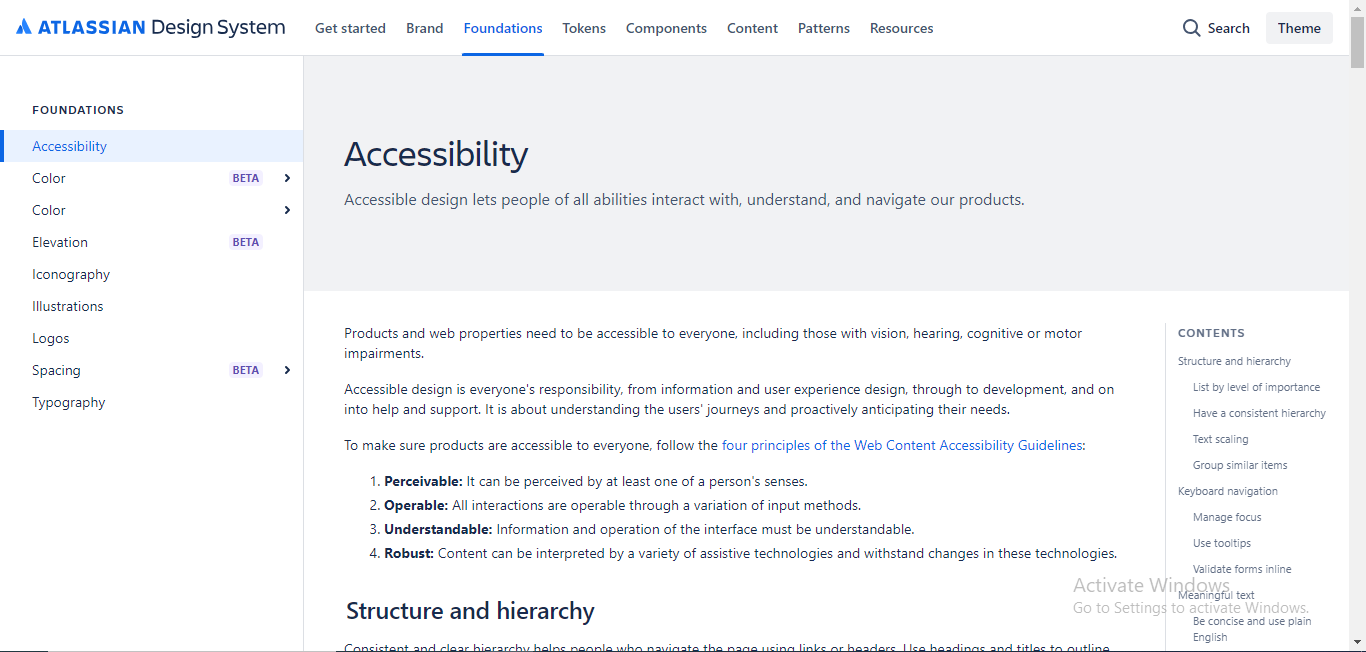 ATLASSIAN Design System
Get started Brand Foundations Tokens Components Content Patterns Resources
Search Theme
FOUNDATIONS
Accessibility
Color BETA
Color
Elevation BETA
Iconography
Illustrations
Logos
Spacing BETA
Typography
Accessibility
Accessible design lets people of all abilities interact with, understand, and navigate our products.
Products and web properties need to be accessible to everyone, including those with vision, hearing, cognitive or motor
impairments.
Accessible design is everyone's responsibility, from information and user experience design, through to development, and on
into help and support. It is about understanding the users' journeys and proactively anticipating their needs.
To make sure products are accessible to everyone, follow the four principles of the Web Content Accessibility Guidelines:
1. Perceivable: It can be perceived by at least one of a person's senses.
2. Operable: All interactions are operable through a variation of input methods.
3. Understandable: Information and operation of the interface must be understandable.
4. Robust: Content can be interpreted by a variety of assistive technologies and withstand changes in these technologies.
Structure and hierarchy
Consistent and clear hierarchy helps people who navigate the page using links or headers. Use headings and titles to outline
CONTENTS
Structure and hierarchy
List by level of importance
Have a consistent hierarchy
Text scaling
Group similar items
Keyboard navigation
Manage focus
Use tooltips
Validate forms inline
Meaningful text
Be concise and use plain
English
Activate Windows
Go to Settings to activate Windows.